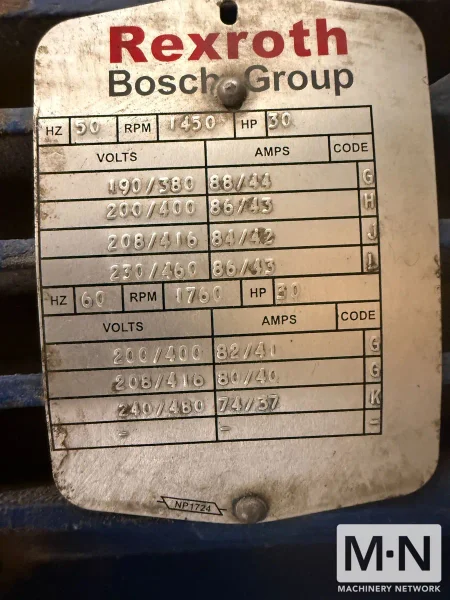 Rexroth
Bosch Group
HZ 50 RPM 1450 HP 30
VOLTS AMPS CODE
190/380 88/44 G
200/400 86/43 H
208/416 84/42 J
230/460 86/43
HZ 60 RPM 1760 HP 30
VOLTS AMPS CODE
200/400 82/41 G
208/416 80/40 G
240/480 74/37 K
- - -
NP1724
M·N
MACHINERY NETWORK